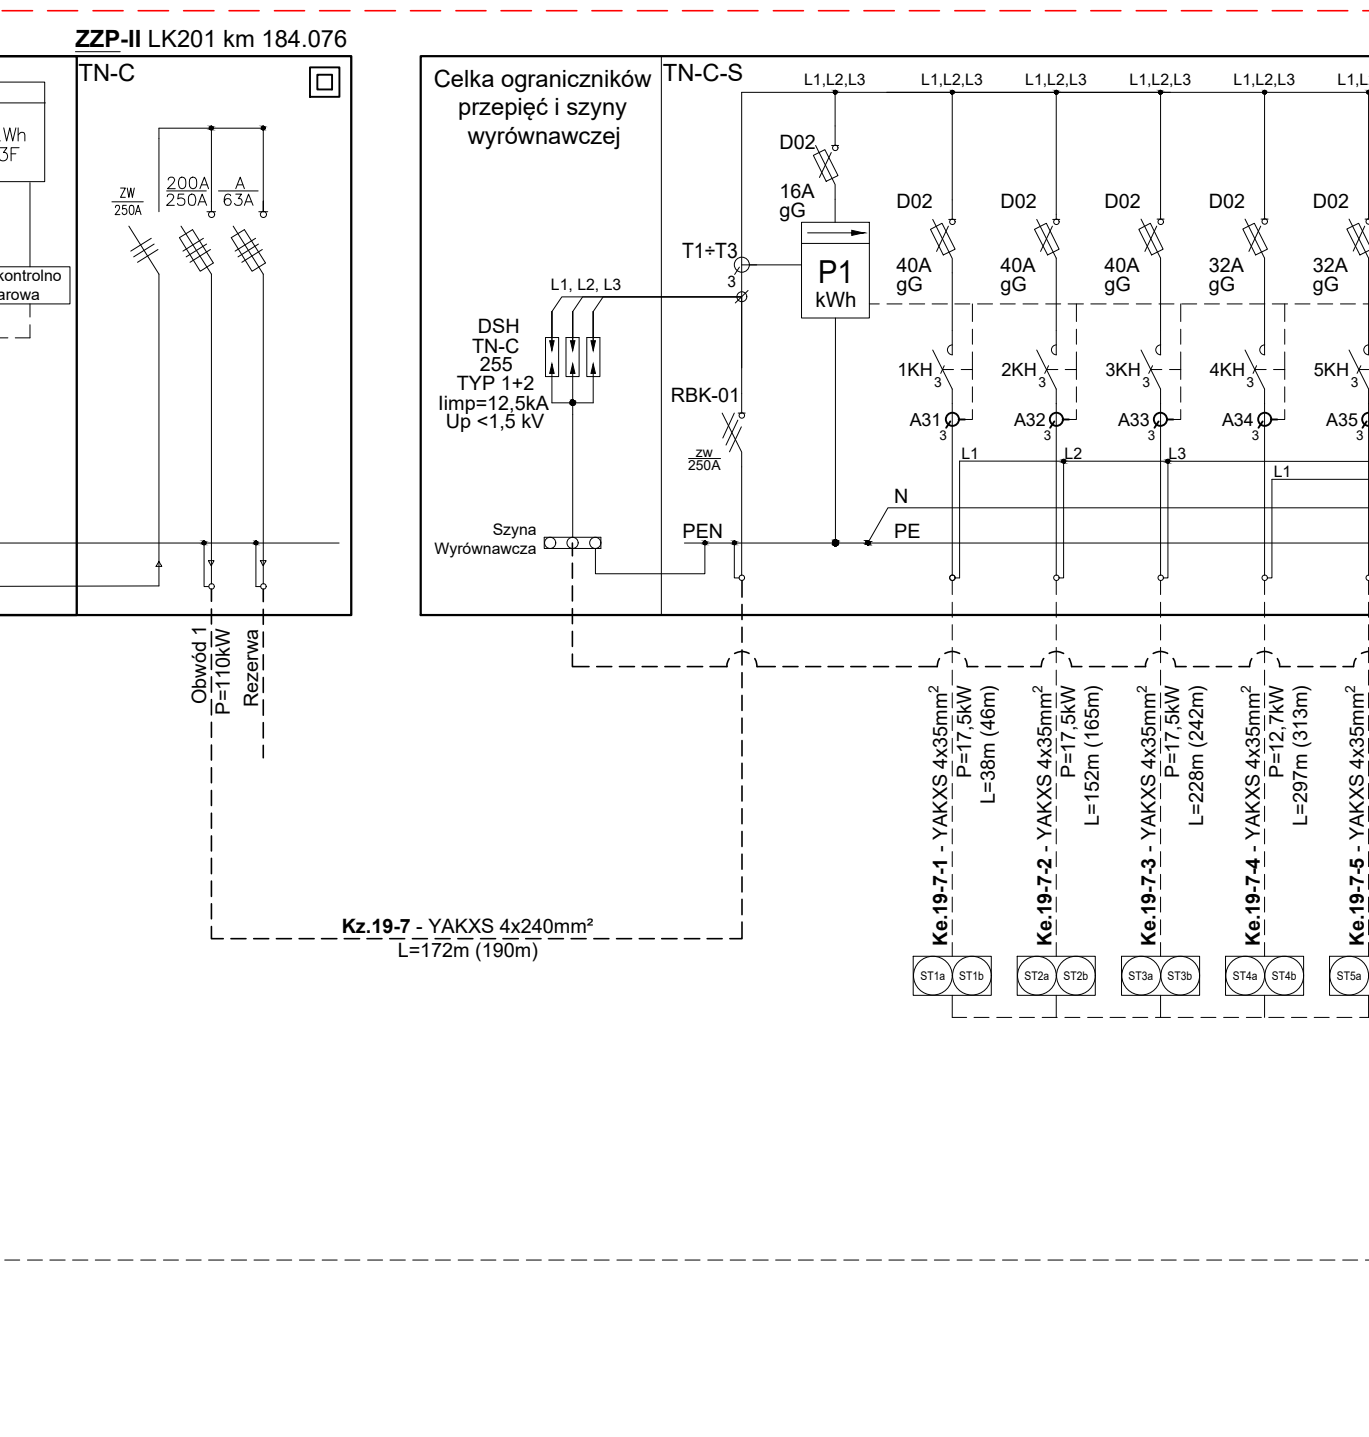 ZZP-II LK201 km 184.076
TN-C
Wh
3F
kontrolno
arowa
ZW
250A
200A
250A
A
63A
Obwód 1
P=110kW
Rezerwa
Celka ograniczników
przepięć i szyny
wyrównawczej
TN-C-S
L1, L2, L3
DSH
TN-C
255
TYP 1+2
Iimp=12,5kA
Up <1,5 kV
Szyna
Wyrównawcza
T1÷T3
3
RBK-01
zw
250A
PEN
N
PE
L1,L2,L3
D02
16A
gG
P1
kWh
L1,L2,L3
D02
40A
gG
1KH
3
A31
3
L1
L1,L2,L3
D02
40A
gG
2KH
3
A32
3
L2
L1,L2,L3
D02
40A
gG
3KH
3
A33
3
L3
L1,L2,L3
D02
32A
gG
4KH
3
A34
3
L1
L1,L
D02
32A
gG
5KH
3
A35
3
Kz.19-7 - YAKXS 4x240mm²
L=172m (190m)
Ke.19-7-1 - YAKXS 4x35mm²
P=17,5kW
L=38m (46m)
Ke.19-7-2 - YAKXS 4x35mm²
P=17,5kW
L=152m (165m)
Ke.19-7-3 - YAKXS 4x35mm²
P=17,5kW
L=228m (242m)
Ke.19-7-4 - YAKXS 4x35mm²
P=12,7kW
L=297m (313m)
Ke.19-7-5 - YAKXS 4x35mm²
ST1a ST1b
ST2a ST2b
ST3a ST3b
ST4a ST4b
ST5a